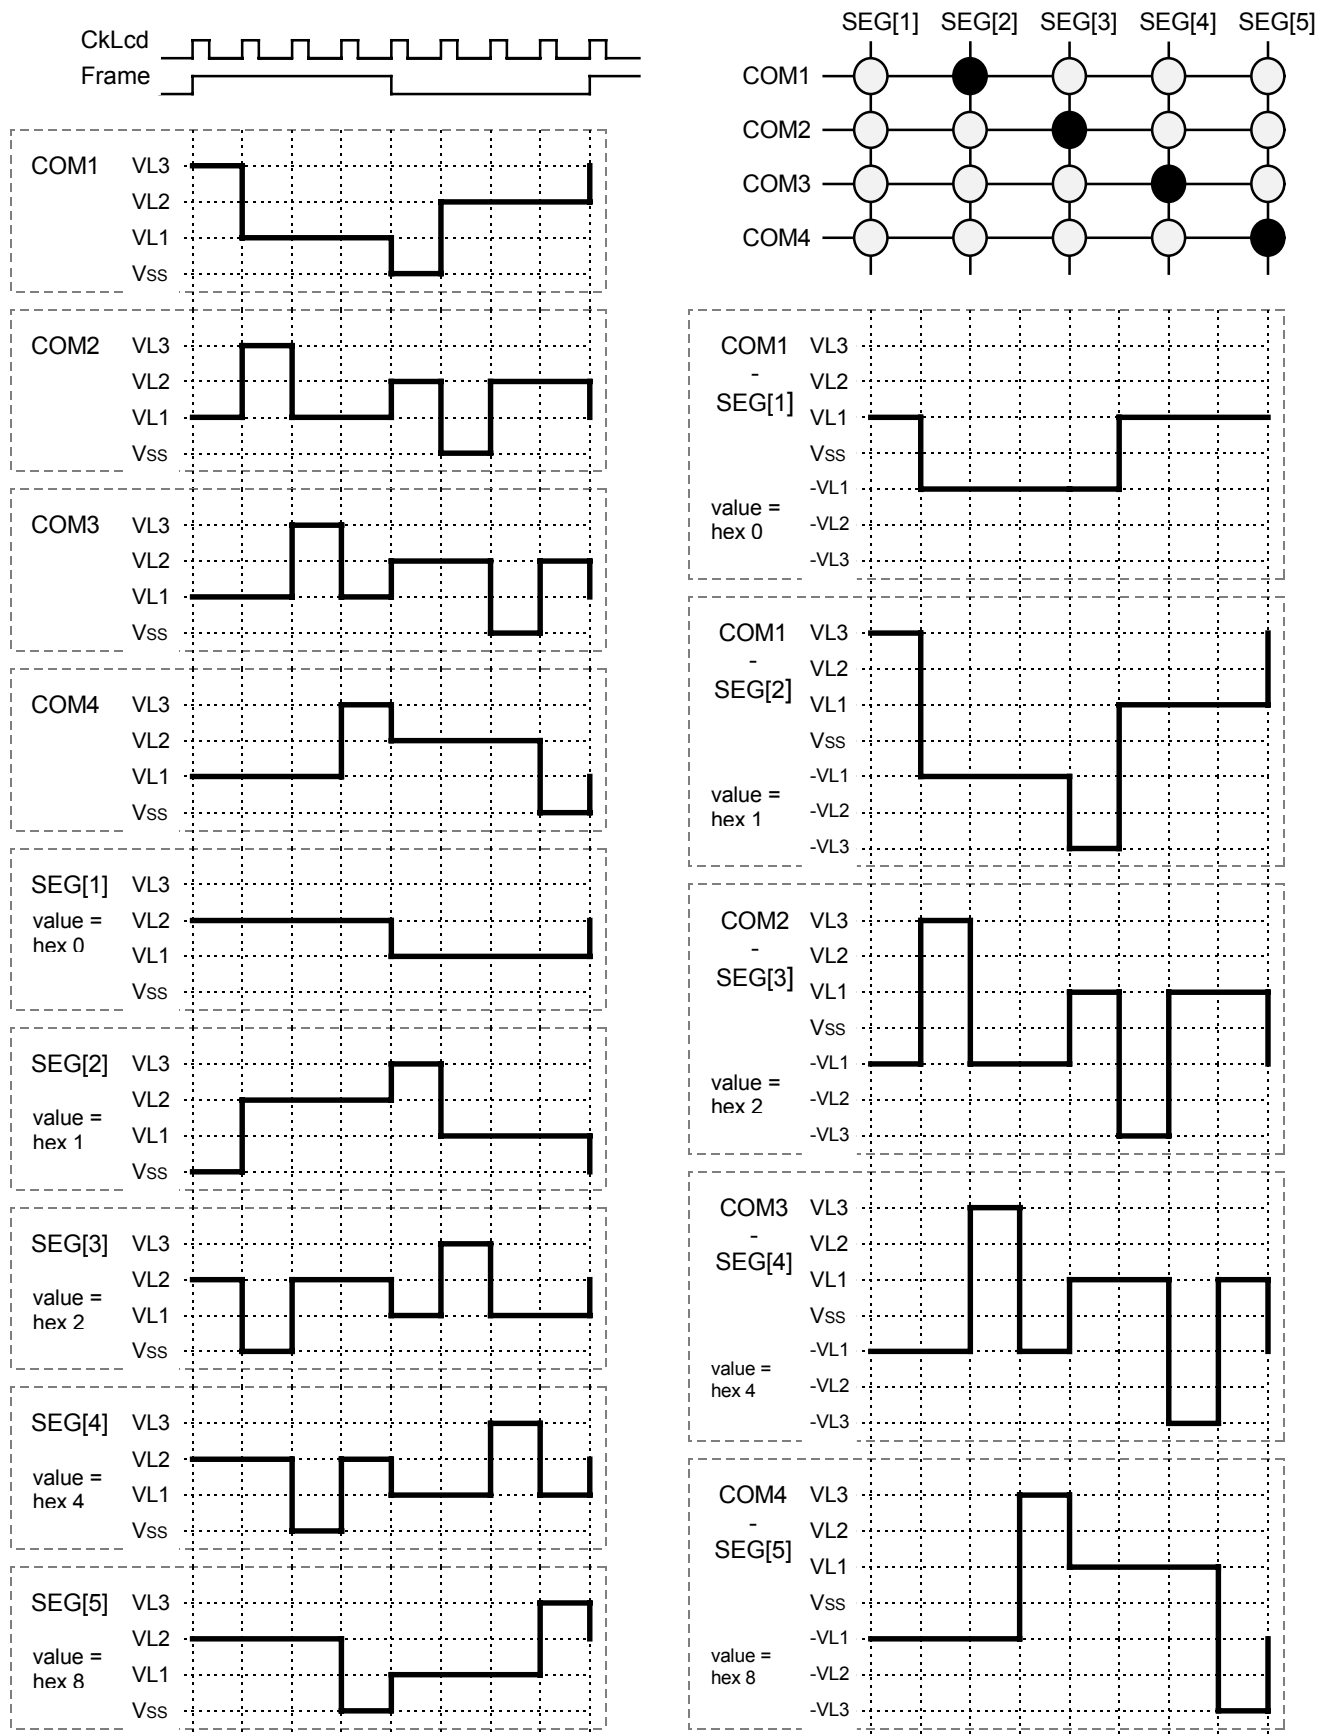 CkLcd
Frame
COM1 VL3
VL2
VL1
Vss
COM2 VL3
VL2
VL1
Vss
COM3 VL3
VL2
VL1
Vss
COM4 VL3
VL2
VL1
Vss
SEG[1] VL3
value = VL2
hex 0 VL1
Vss
SEG[2] VL3
VL2
value =
hex 1 VL1
Vss
SEG[3] VL3
VL2
value =
hex 2 VL1
Vss
SEG[4] VL3
VL2
value =
hex 4 VL1
Vss
SEG[5] VL3
VL2
value =
hex 8 VL1
Vss
SEG[1] SEG[2] SEG[3] SEG[4] SEG[5]
COM1
COM2
COM3
COM4
COM1 VL3
- VL2
SEG[1] VL1
Vss
-VL1
value =
hex 0 -VL2
-VL3
COM1 VL3
- VL2
SEG[2] VL1
Vss
-VL1
value =
hex 1 -VL2
-VL3
COM2 VL3
- VL2
SEG[3] VL1
Vss
-VL1
value =
hex 2 -VL2
-VL3
COM3 VL3
- VL2
SEG[4] VL1
Vss
-VL1
value =
hex 4 -VL2
-VL3
COM4 VL3
- VL2
SEG[5] VL1
Vss
-VL1
value =
hex 8 -VL2
-VL3